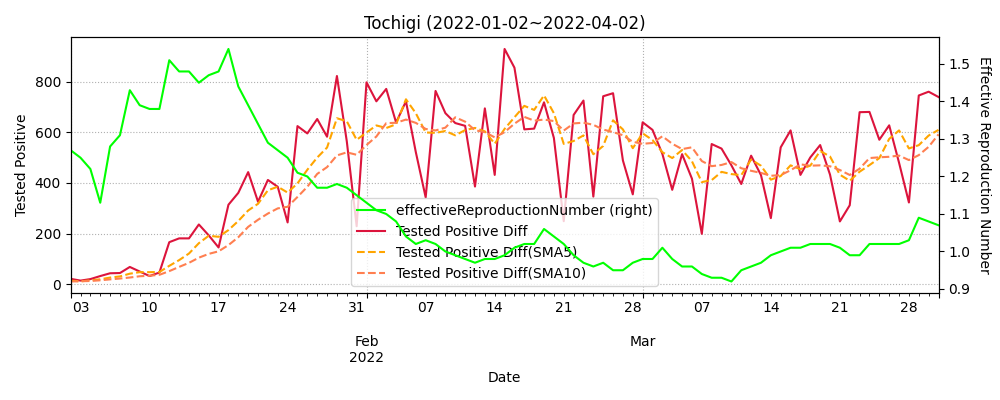 Tochigi (2022-01-02~2022-04-02)
Tested Positive
800
600
400
200
0
1.5
1.4
1.3
1.2
1.1
1.0
0.9
Effective Reproduction Number
effectiveReproductionNumber (right)
Tested Positive Diff
Tested Positive Diff(SMA5)
Tested Positive Diff(SMA10)
03 10 17 24 31 07 14 21 28 07 14 21 28
Feb Mar
2022
Date